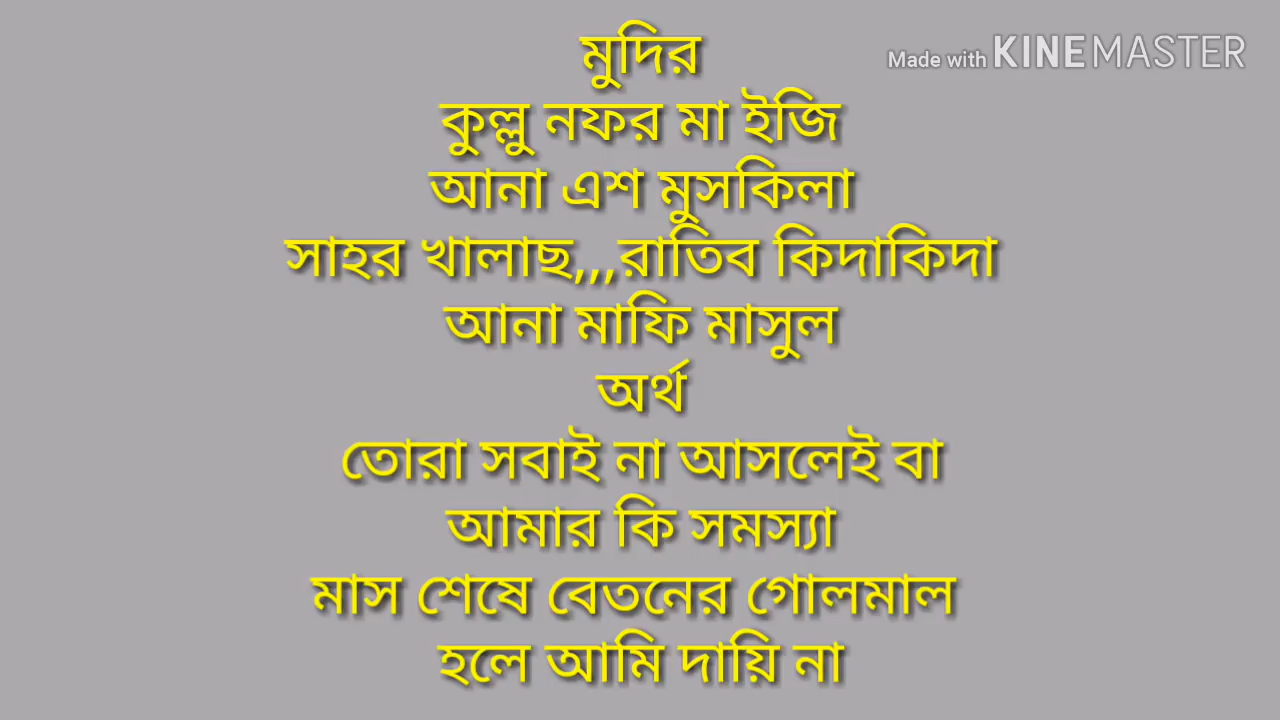 মুদির
Made with KINEMASTER
কুল্লু নফর মা ইজি
আনা এশ মুসকিলা
সাহর খালাছ,,,রাতিব কিদাকিদা
আনা মাফি মাসুল
অর্থ
তোরা সবাই না আসলেই বা
আমার কি সমস্যা
মাস শেষে বেতনের গোলমাল
হলে আমি দায়ি না